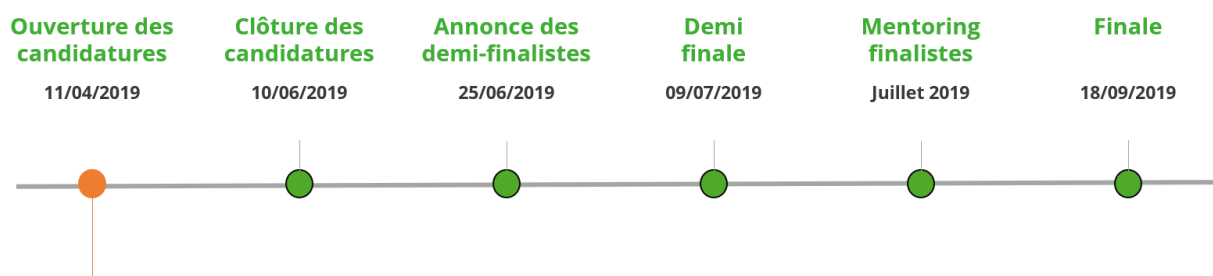 Ouverture des
candidatures
11/04/2019
Clôture des
candidatures
10/06/2019
Annonce des
demi-finalistes
25/06/2019
Demi
finale
09/07/2019
Mentoring
finalistes
Juillet 2019
Finale
18/09/2019